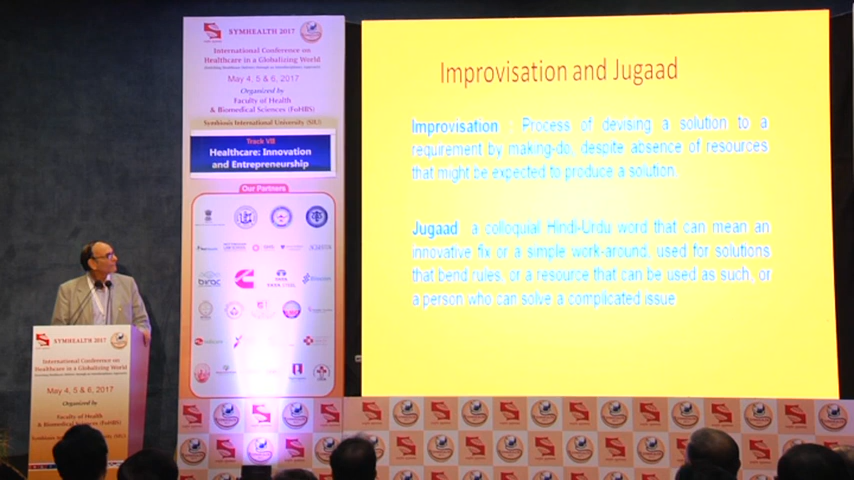 SYMHEALTH 2017
International Conference on
Healthcare in a Globalizing World
May 4, 5 & 6, 2017
Organized by
Faculty of Health
& Biomedical Sciences (FoHBS)
Symbiosis International University (SIU)
Track VII
Healthcare: Innovation
and Entrepreneurship
Our Partners
birac
TATA STEEL
Improvisation and Jugaad
Improvisation : Process of devising a solution to a
requirement by making-do, despite absence of resources
that might be expected to produce a solution.
Jugaad a colloquial Hindi-Urdu word that can mean an
innovative fix or a simple work-around, used for solutions
that bend rules, or a resource that can be used as such, or
a person who can solve a complicated issue
SYMHEALTH 2017
International Conference on
Healthcare in a Globalizing World
May 4, 5 & 6, 2017
Organized by
Faculty of Health
& Biomedical Sciences (FoHBS)
Symbiosis International